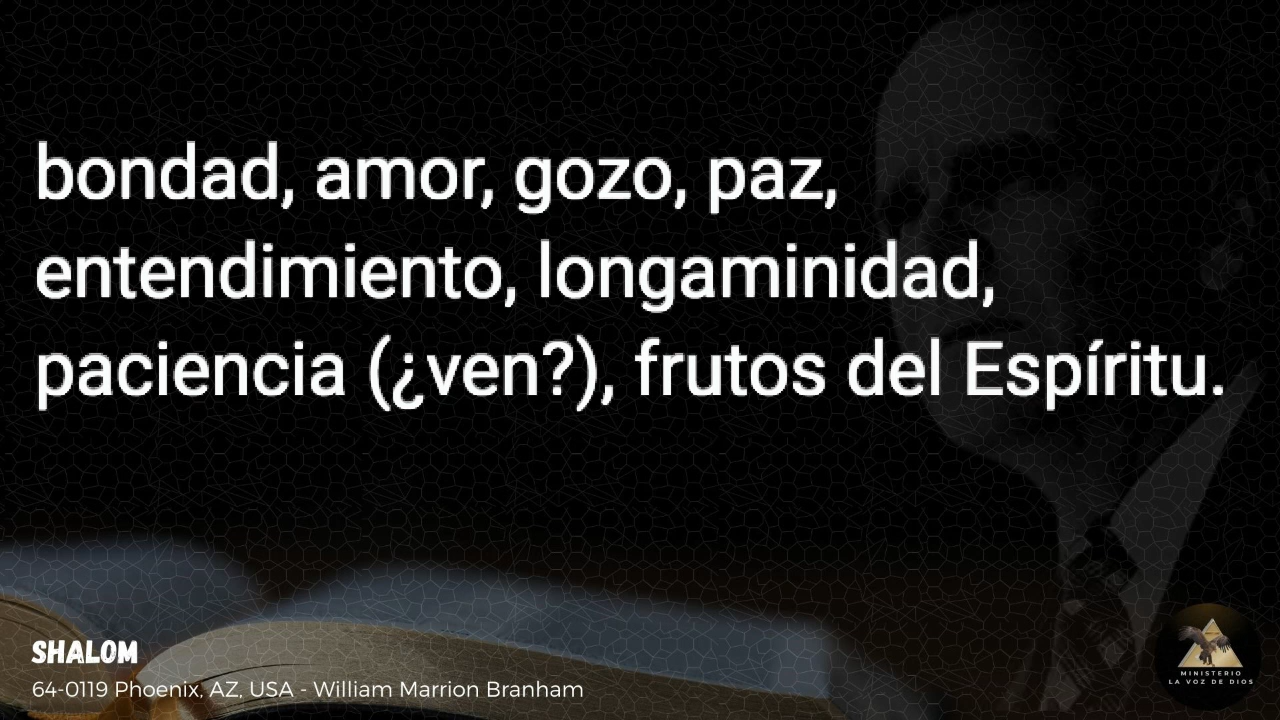 bondad, amor, gozo, paz,
entendimiento, longaminidad,
paciencia (¿ven?), frutos del Espíritu.
SHALOM
64-0119 Phoenix, AZ, USA - William Marrion Branham
MINISTERIO
LA VOZ DE DIOS